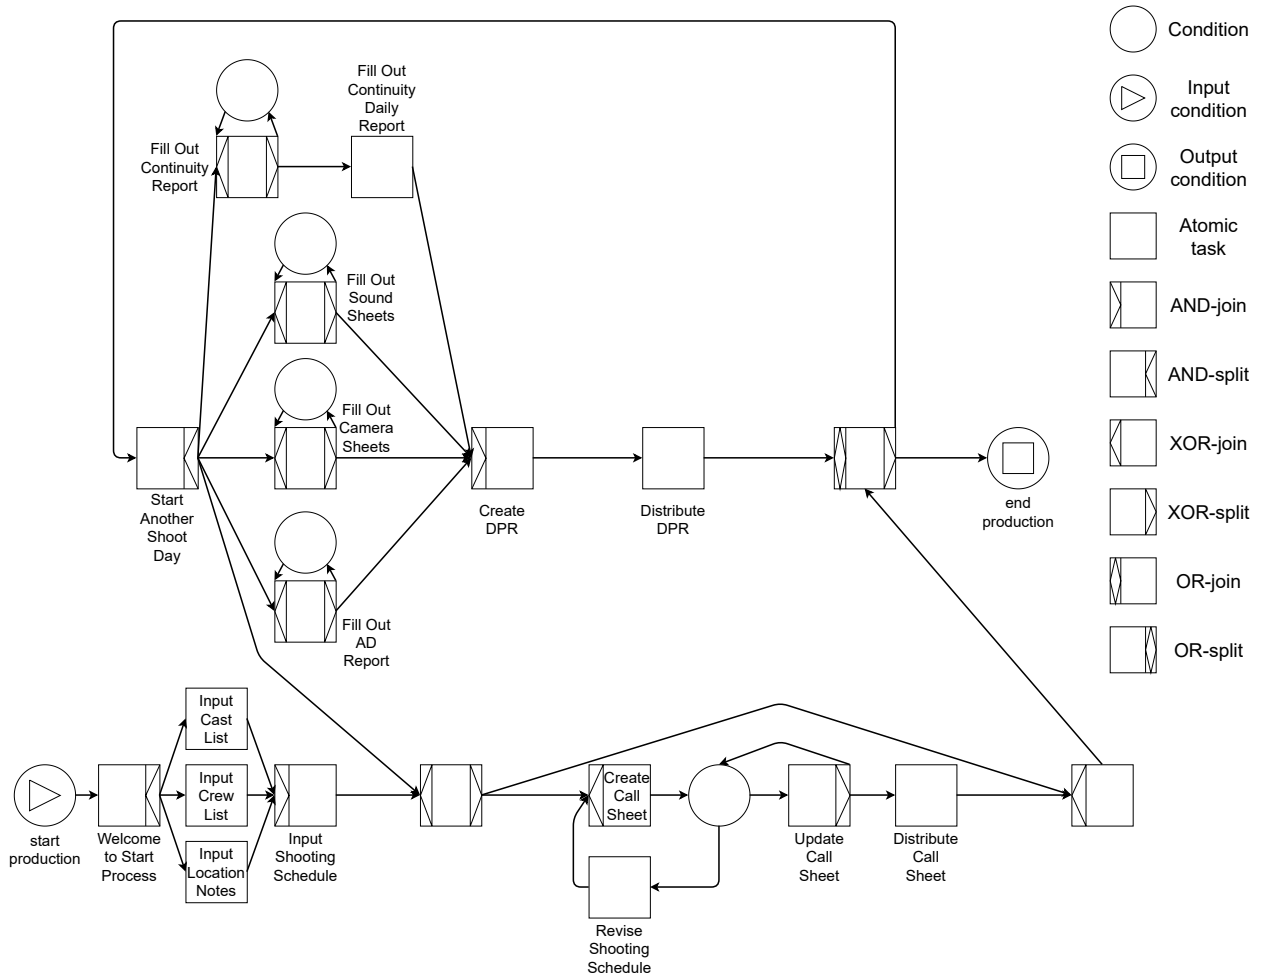 Condition
Input
condition
Output
condition
Atomic
task
AND-join
AND-split
XOR-join
XOR-split
OR-join
OR-split
Fill Out
Continuity
Daily
Report
Fill Out
Continuity
Report
Fill Out
Sound
Sheets
Fill Out
Camera
Sheets
Start
Another
Shoot
Day
Create
DPR
Distribute
DPR
end
production
Fill Out
AD
Report
Input
Cast
List
Input
Crew
List
Input
Location
Notes
start
production
Welcome
to Start
Process
Input
Shooting
Schedule
Create
Call
Sheet
Update
Call
Sheet
Distribute
Call
Sheet
Revise
Shooting
Schedule